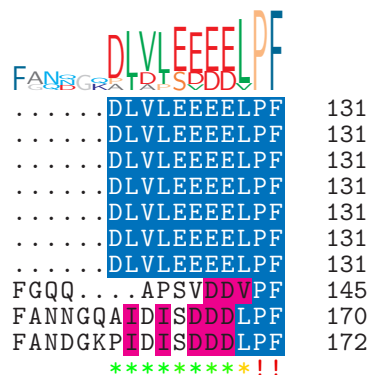 DLVLEEEELPF
......DLVLEEEELPF 131
......DLVLEEEELPF 131
......DLVLEEEELPF 131
......DLVLEEEELPF 131
......DLVLEEEELPF 131
......DLVLEEEELPF 131
......DLVLEEEELPF 131
FGQQ....APSVDDVPF 145
FANNGQAIDISDDDLPF 170
FANDGKPIDISDDDLPF 172
*********!!